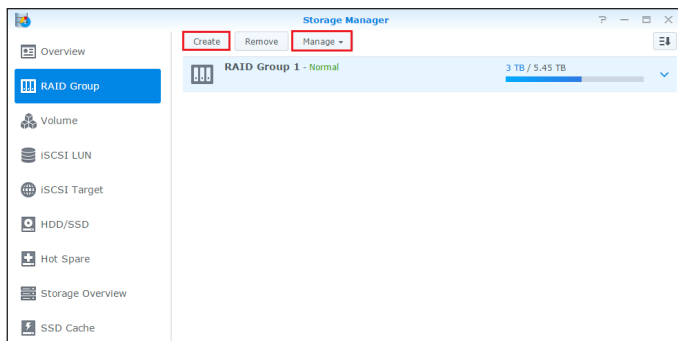 Storage Manager
Overview
RAID Group
Volume
iSCSI LUN
iSCSI Target
HDD/SSD
Hot Spare
Storage Overview
SSD Cache
Create Remove Manage
RAID Group 1 - Normal 3 TB / 5.45 TB